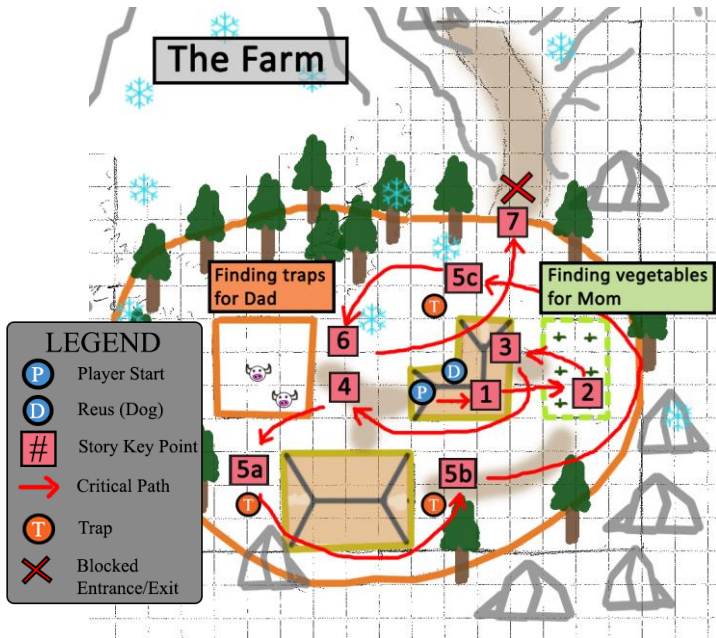 The Farm
7
5c
Finding traps
for Dad
Finding vegetables
for Mom
T
6
3
LEGEND
P Player Start
D Reus (Dog)
# Story Key Point
Critical Path
T Trap
Blocked
Entrance/Exit
D
4
P
1
2
5a
5b
T
T